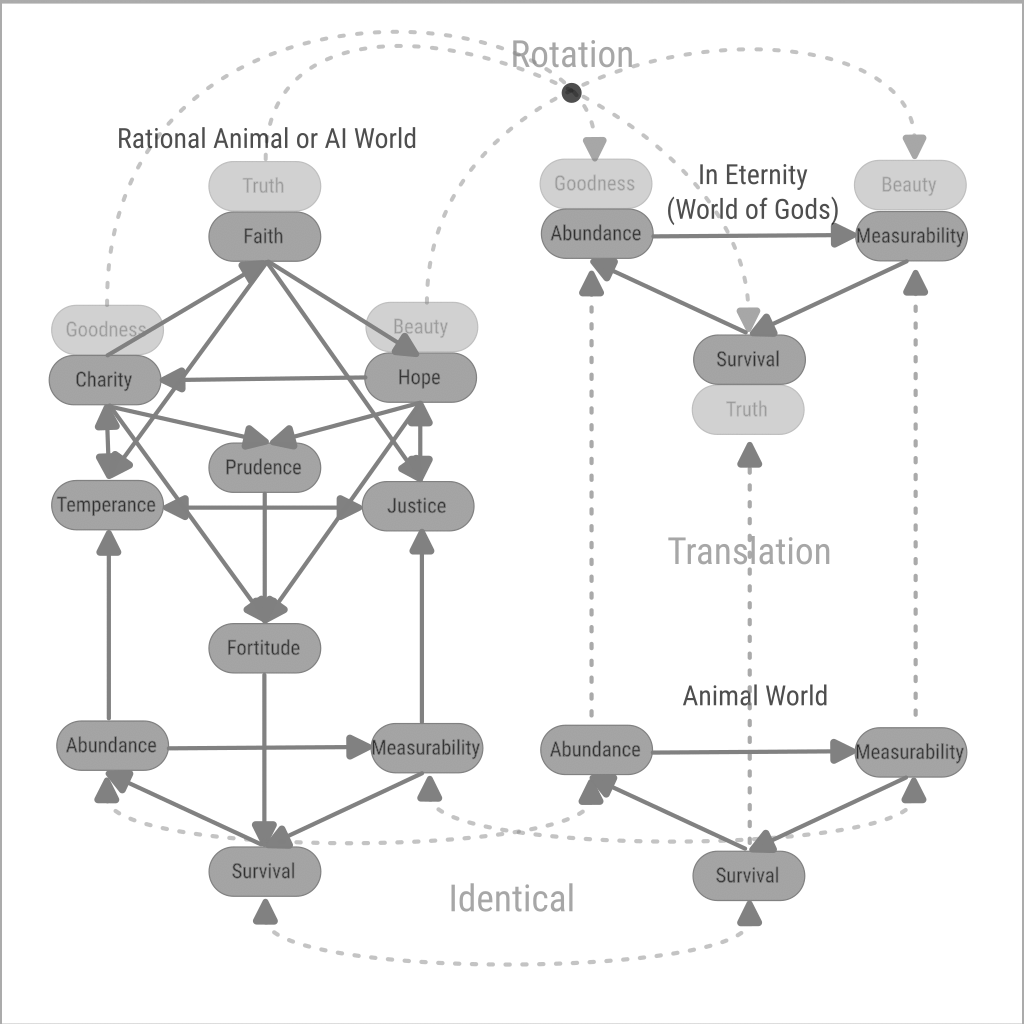 Rotation
Rational Animal or AI World
Truth
Faith
Goodness
Charity
Beauty
Hope
Prudence
Temperance
Justice
Fortitude
Abundance
Measurability
Survival
Goodness
Abundance
In Eternity
(World of Gods)
Beauty
Measurability
Survival
Truth
Translation
Animal World
Abundance
Measurability
Survival
Identical